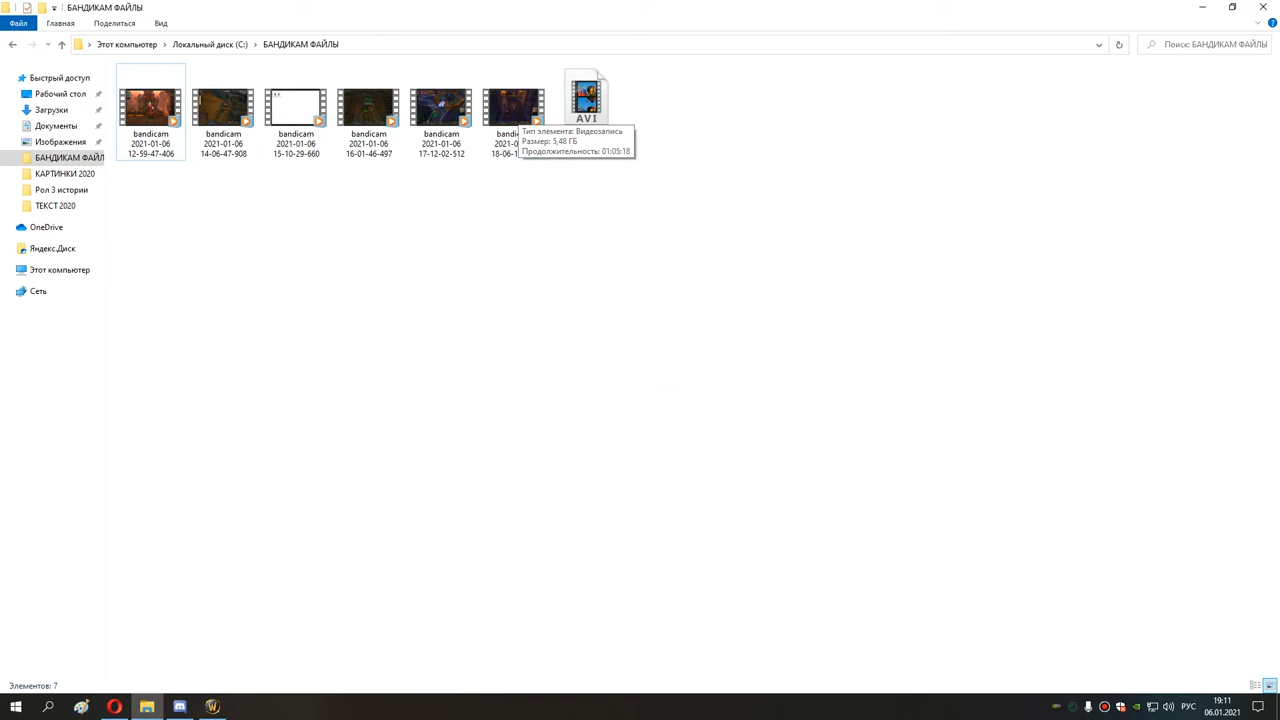 БАНДИКАМ ФАЙЛЫ
Файл Главная Поделиться Вид
Этот компьютер Локальный диск (C:) БАНДИКАМ ФАЙЛЫ
Поиск: БАНДИКАМ ФАЙЛЫ
Быстрый доступ
Рабочий стол
Загрузки
Документы
Изображения
БАНДИКАМ ФАЙЛ
КАРТИНКИ 2020
Рол 3 истории
ТЕКСТ 2020
OneDrive
Яндекс.Диск
Этот компьютер
Сеть
bandicam
2021-01-06
12-59-47-406
bandicam
2021-01-06
14-06-47-908
bandicam
2021-01-06
15-10-29-660
bandicam
2021-01-06
16-01-46-497
bandicam
2021-01-06
17-12-02-512
AVI
Тип элемента: Видеозапись
Размер: 5,48 ГБ
Продолжительность: 01:05:18
Элементов: 7
РУС
19:11
06.01.2021